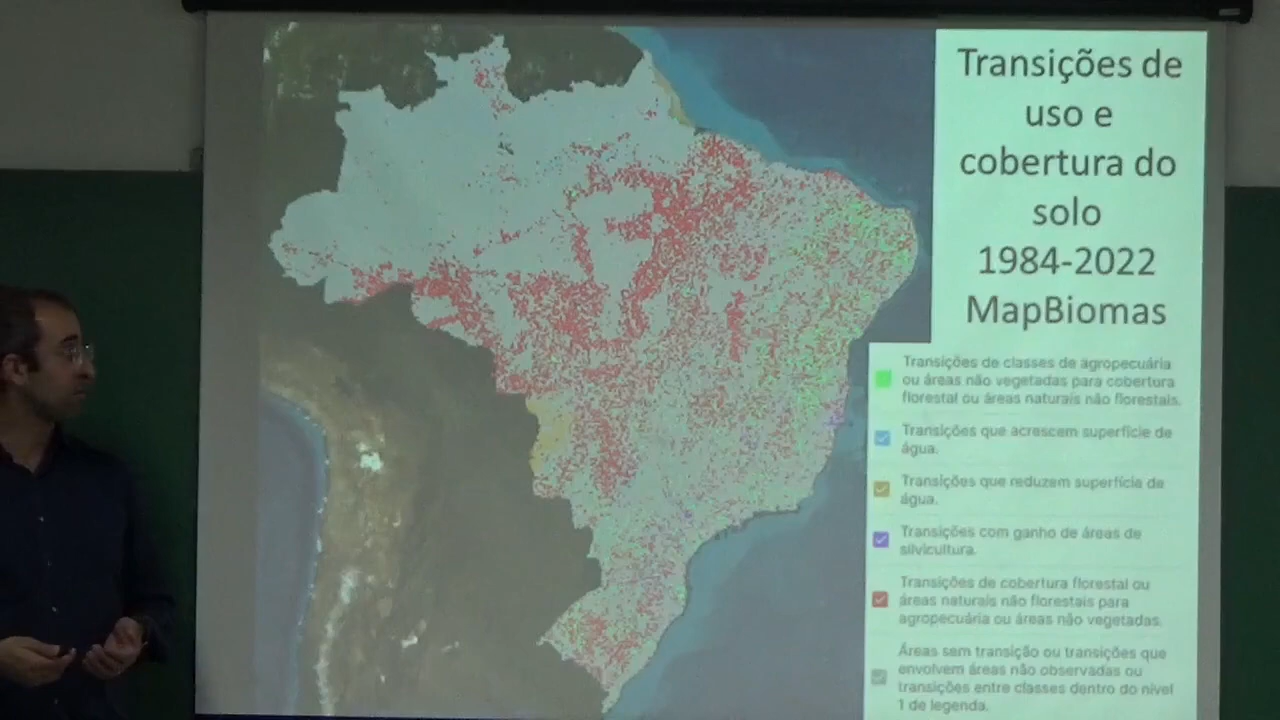 Transições de
uso e
cobertura do
solo
1984-2022
MapBiomas
Transições de classes de agropecuária
ou áreas não vegetadas para cobertura
florestal ou áreas naturais não florestais.
Transições que acrescem superfície de
água.
Transições que reduzem superfície de
água.
Transições com ganho de áreas de
silvicultura.
Transições de cobertura florestal ou
áreas naturais não florestais para
agropecuária ou áreas não vegetadas.
Áreas sem transição ou transições que
envolvem áreas não observadas ou
transições entre classes dentro do nível
1 de legenda.